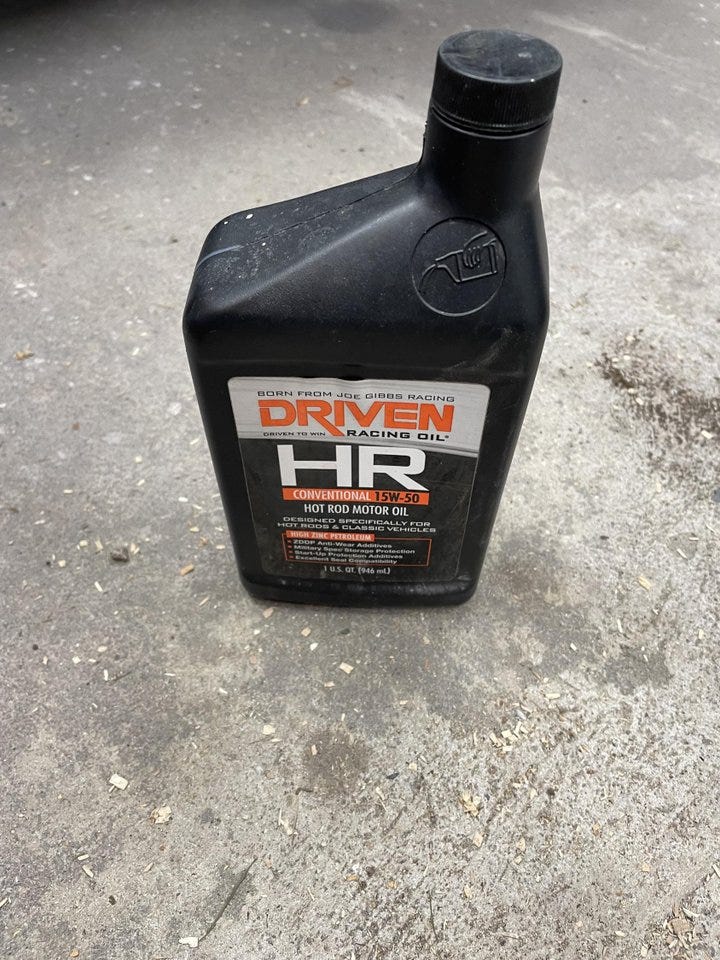 BORN FROM JOE GIBBS RACING
DRIVEN
DRIVEN TO WIN RACING OIL®
HR
CONVENTIONAL 15W-50
HOT ROD MOTOR OIL
DESIGNED SPECIFICALLY FOR
HOT RODS & CLASSIC VEHICLES
HIGH ZINC PETROLEUM
• ZDDP Anti-Wear Additives
• Military Spec Storage Protection
• Start-Up Protection Additives
• Excellent Seal Compatibility
1 U.S. QT. (946 mL)